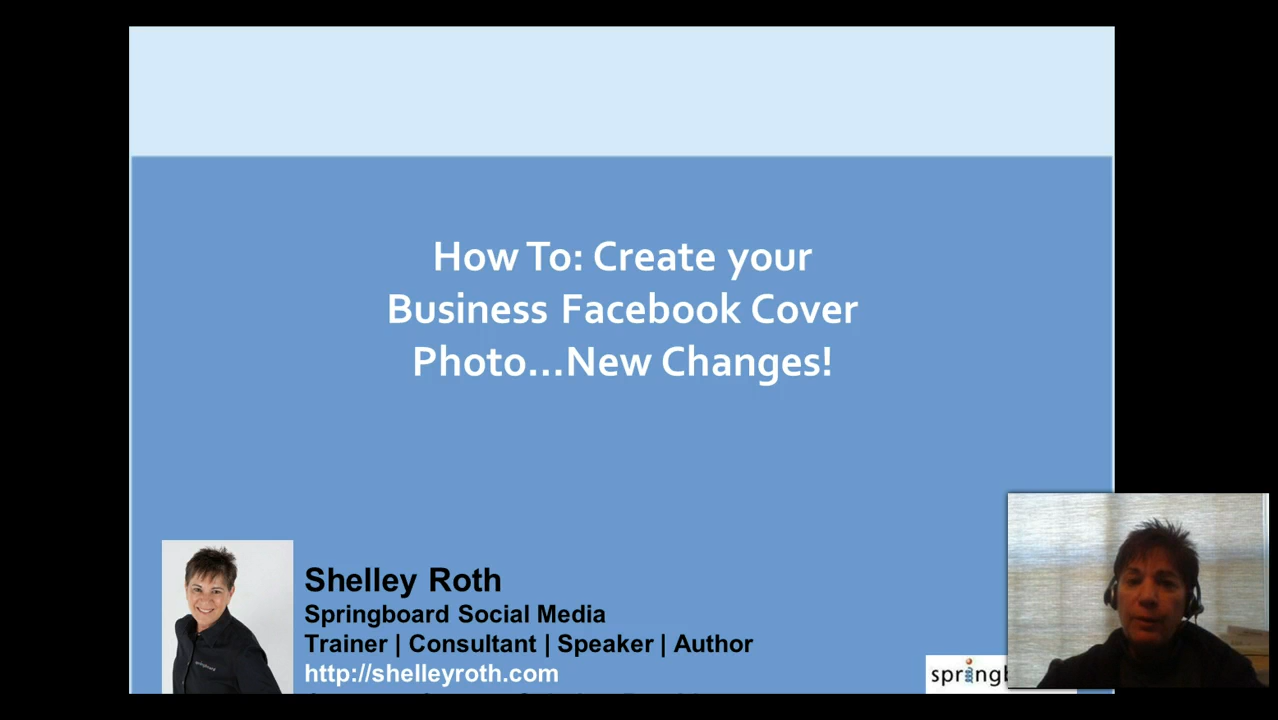 How To: Create your
Business Facebook Cover
Photo...New Changes!
Shelley Roth
Springboard Social Media
Trainer | Consultant | Speaker | Author
http://shelleyroth.com
springboard